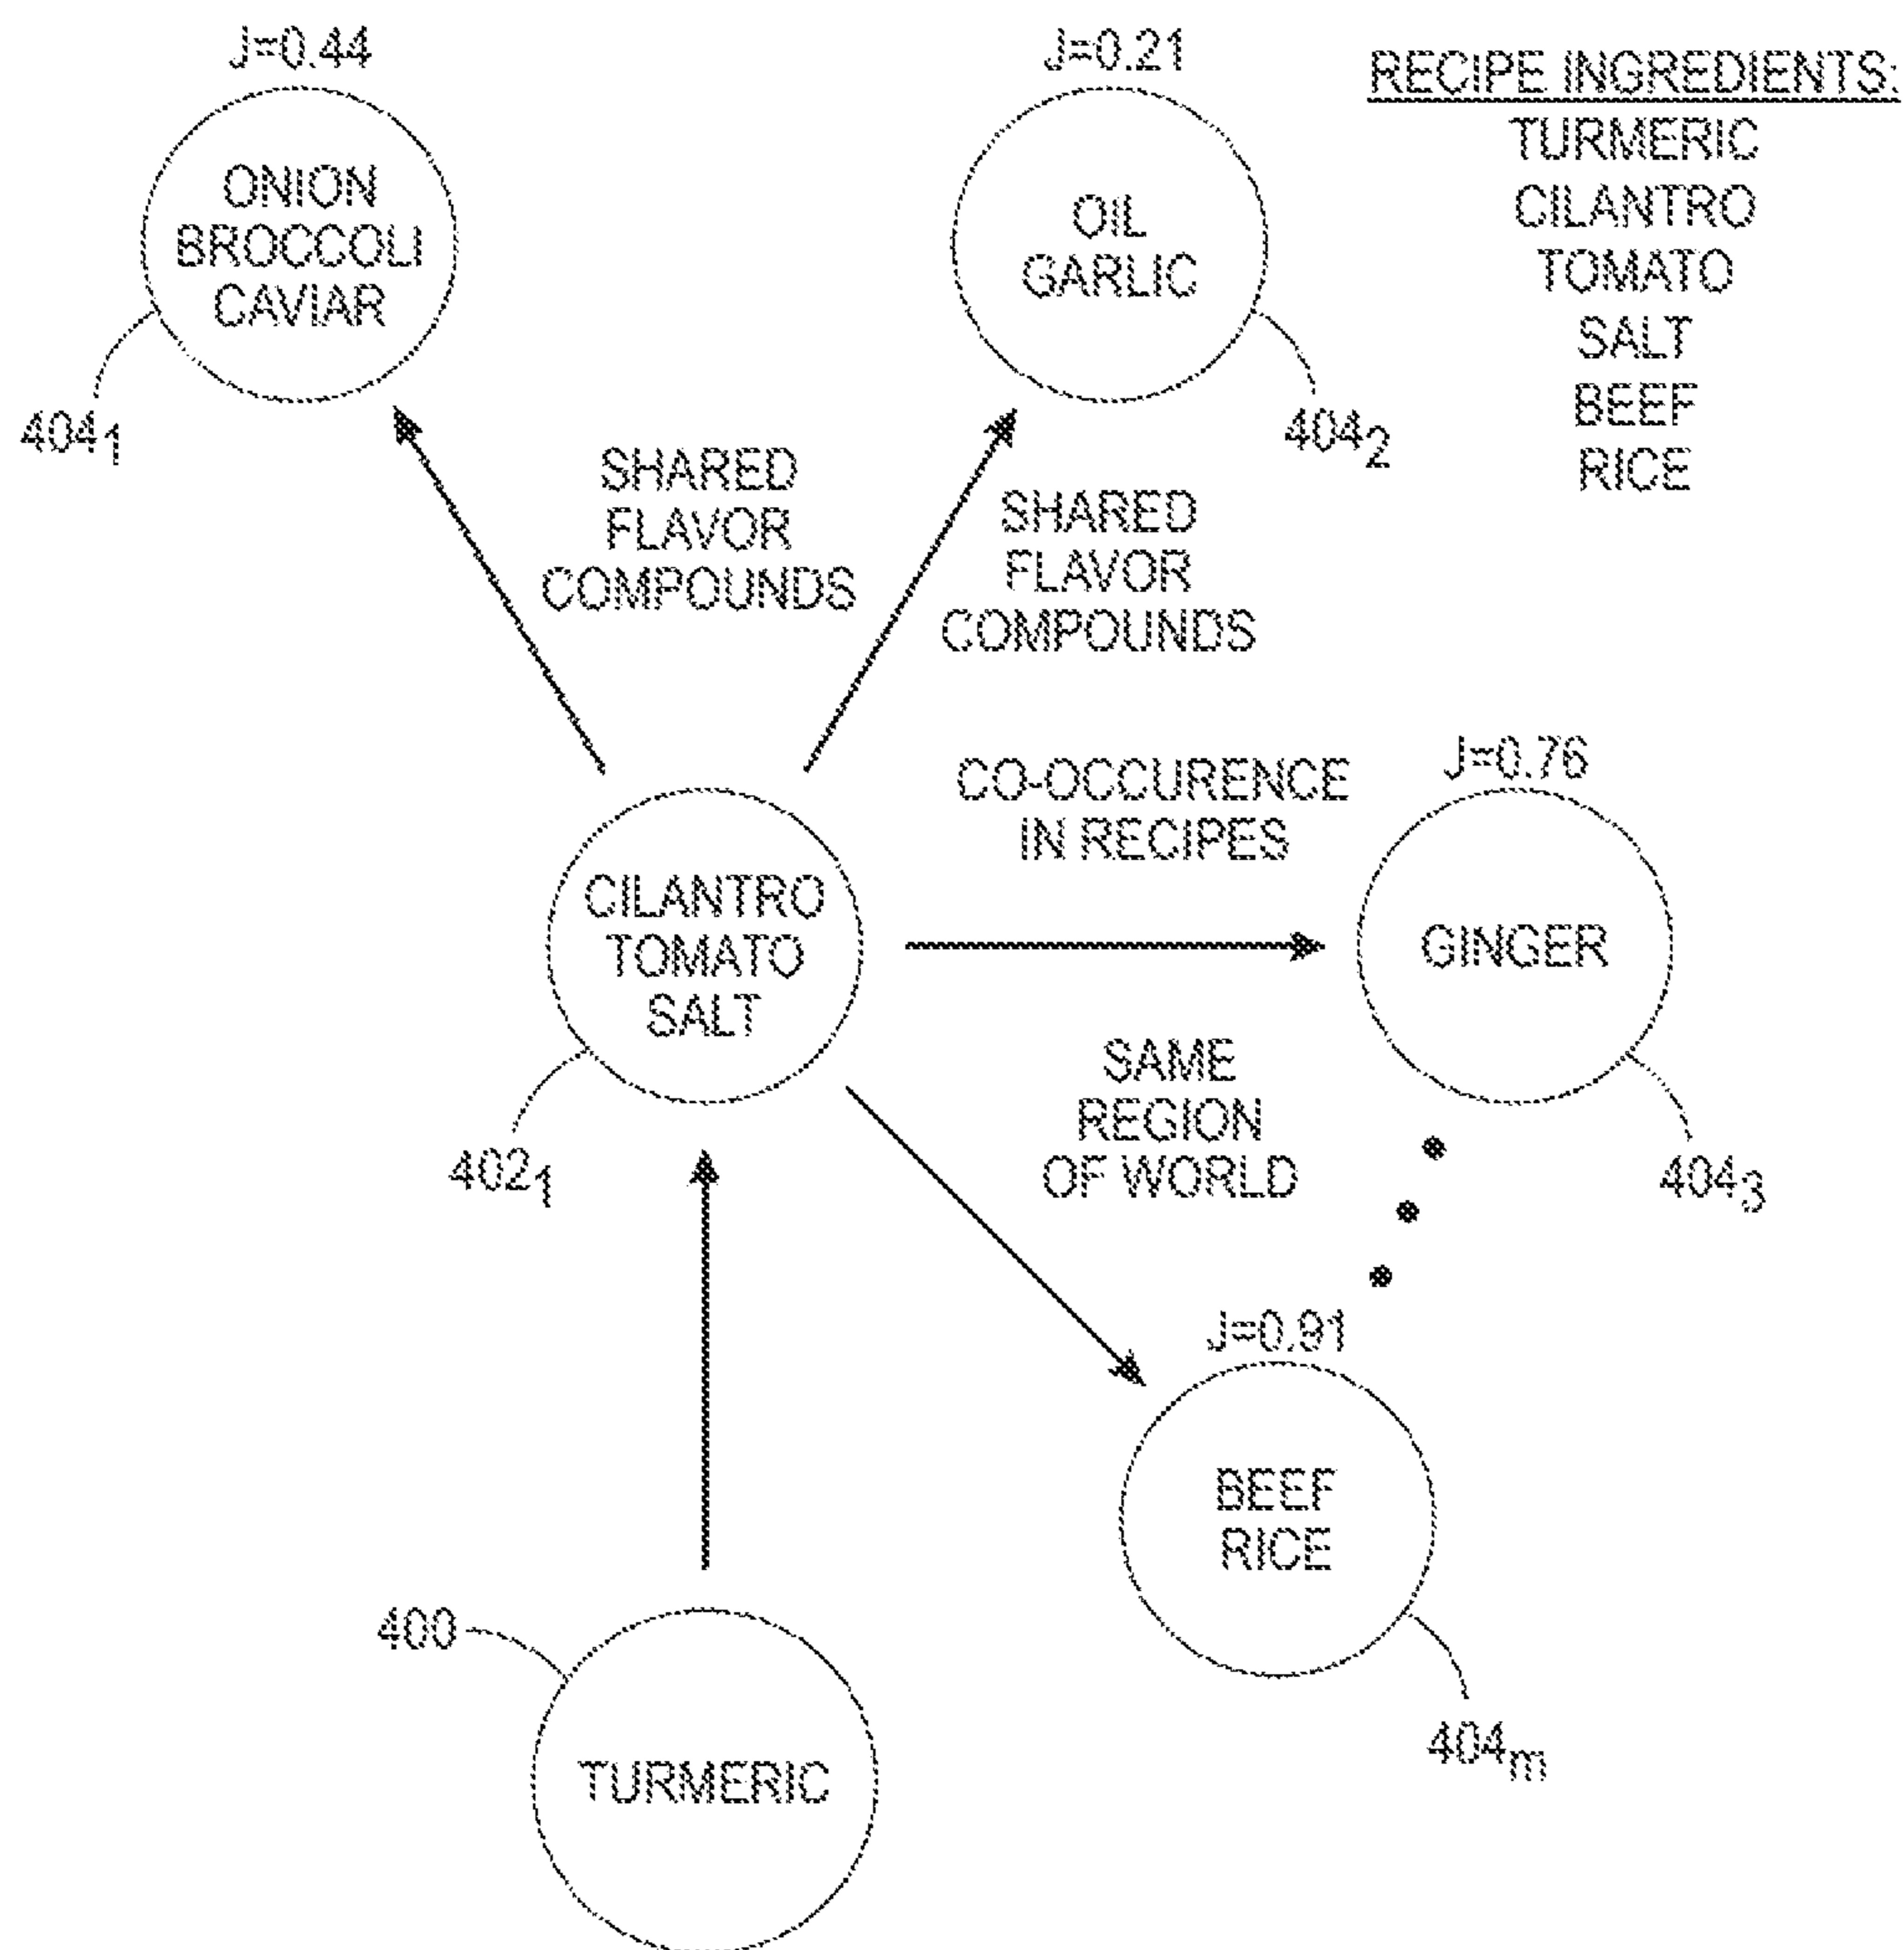 J=0.44
ONION
BROCCOLI
CAVIAR
404₁
J=0.21
OIL
GARLIC
404₂
RECIPE INGREDIENTS:
TURMERIC
CILANTRO
TOMATO
SALT
BEEF
RICE
SHARED
FLAVOR
COMPOUNDS
SHARED
FLAVOR
COMPOUNDS
CO-OCCURENCE
IN RECIPES
J=0.76
GINGER
404₃
CILANTRO
TOMATO
SALT
402₁
SAME
REGION
OF WORLD
J=0.91
BEEF
RICE
404ₘ
400
TURMERIC